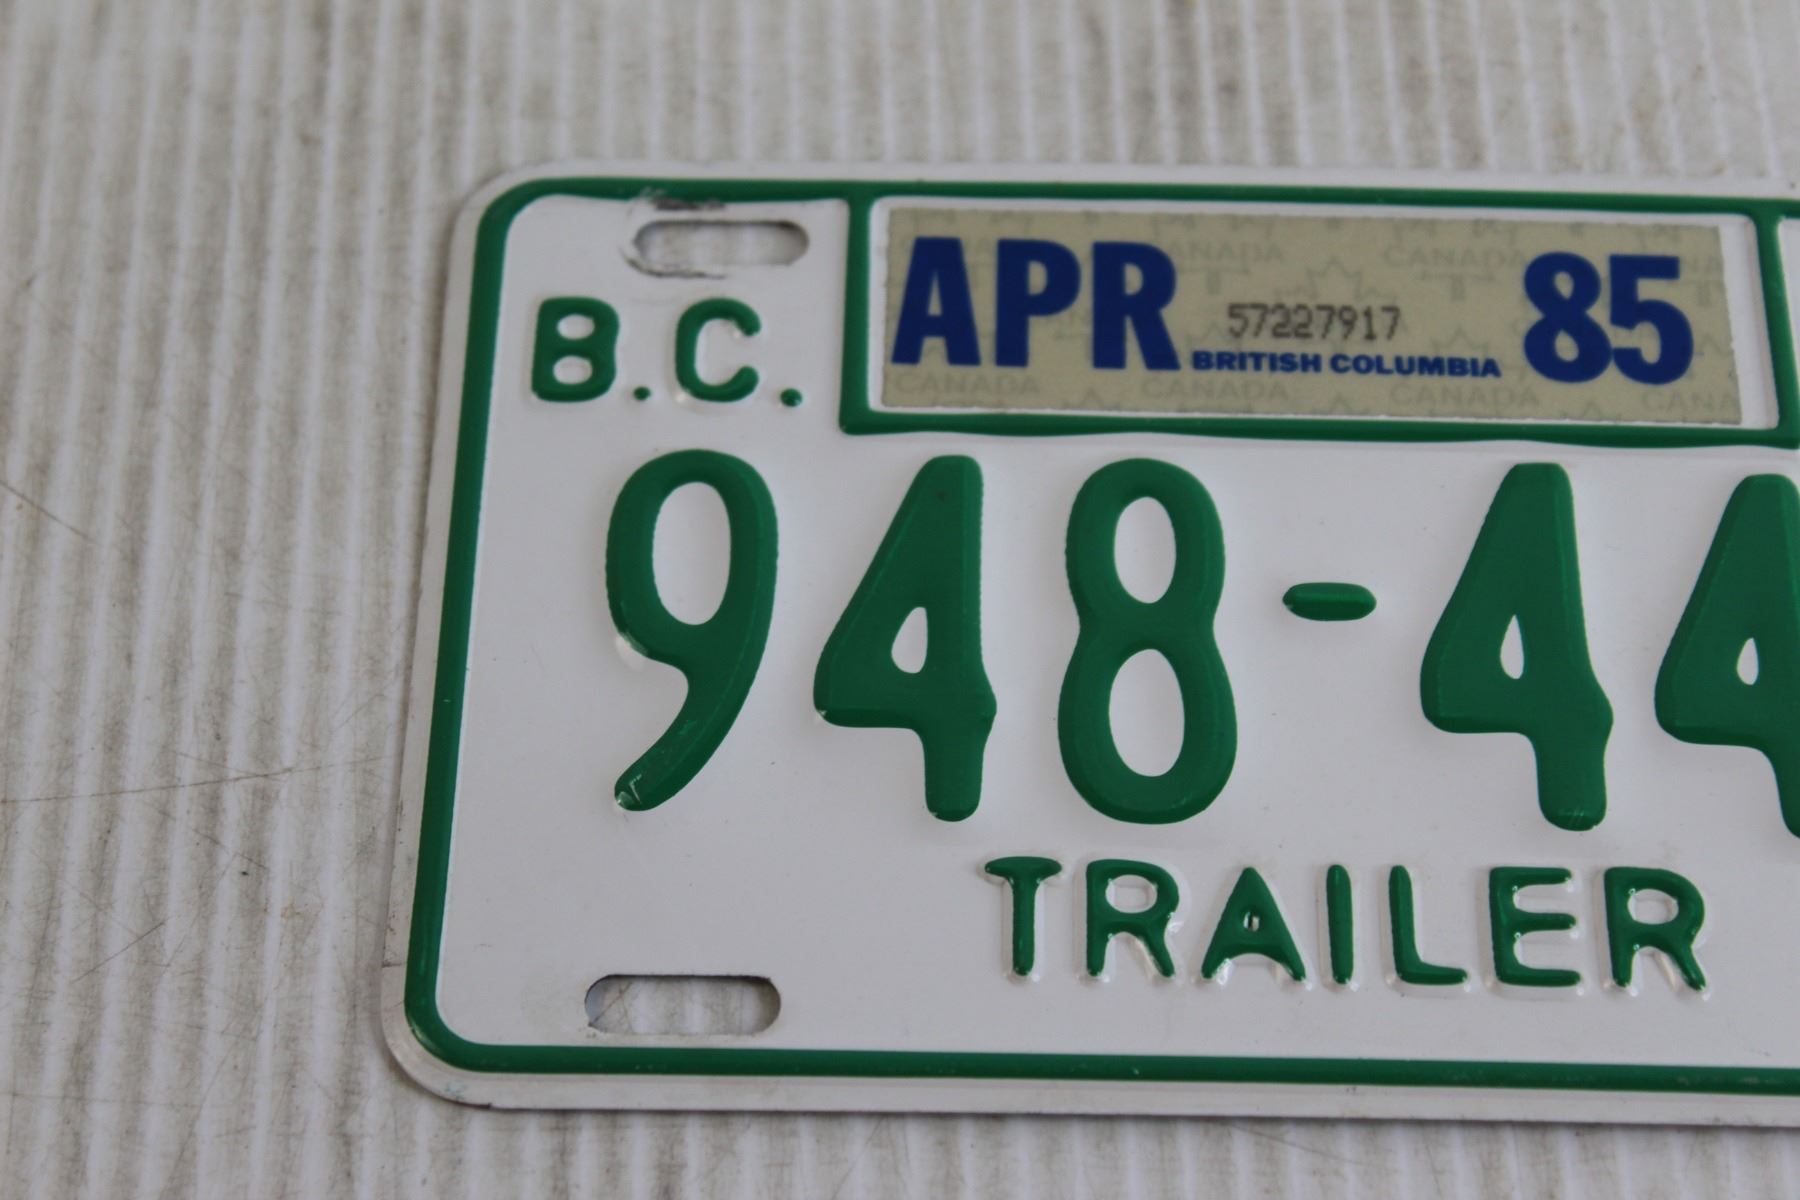 B.C.
APR 57227917 85
BRITISH COLUMBIA
948-44
TRAILER